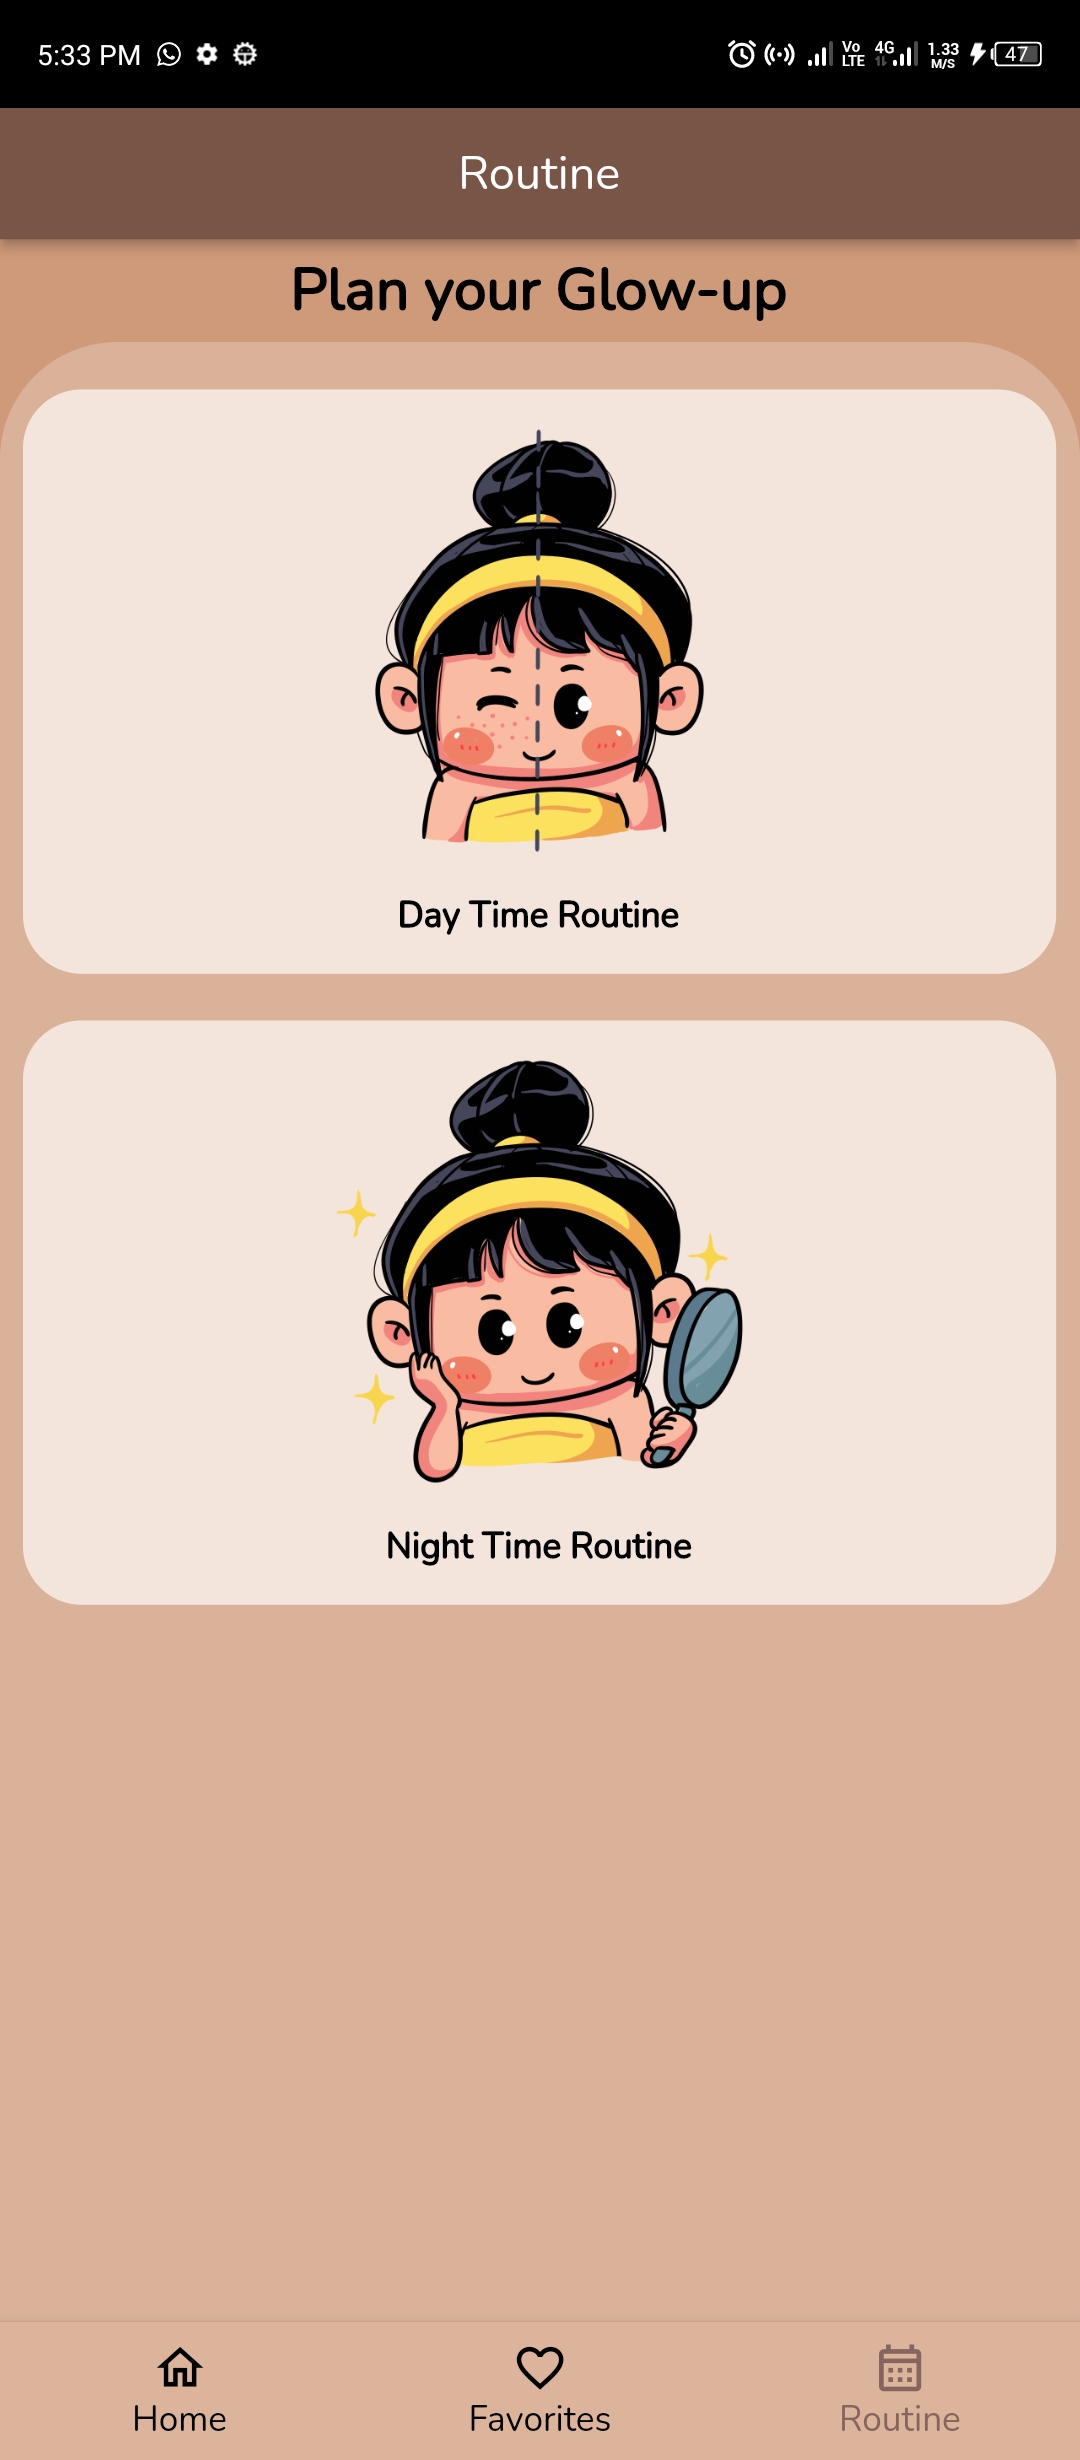 5:33 PM
Vo
LTE
4G
1.33
M/S
47
Routine
Plan your Glow-up
Day Time Routine
Night Time Routine
Home
Favorites
Routine